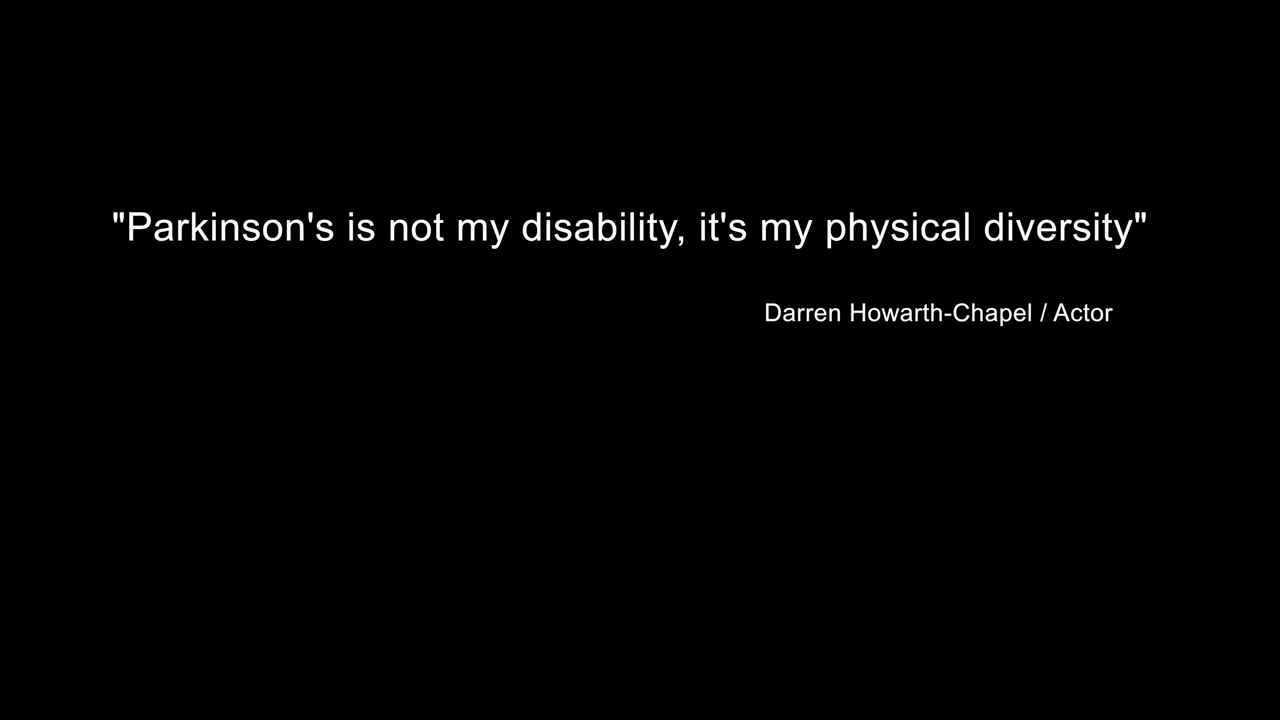 "Parkinson's is not my disability, it's my physical diversity"
Darren Howarth-Chapel / Actor